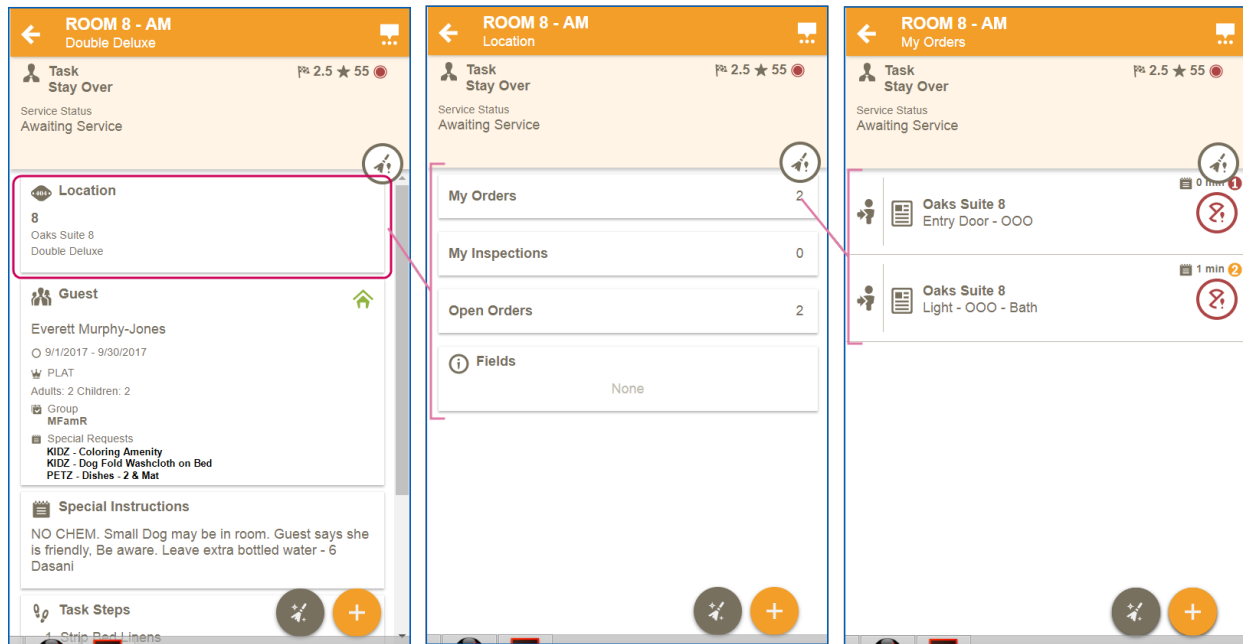 ROOM 8 - AM
Double Deluxe
Task
Stay Over
2.5 55
Service Status
Awaiting Service
Location
8
Oaks Suite 8
Double Deluxe
Guest
Everett Murphy-Jones
9/1/2017 - 9/30/2017
PLAT
Adults: 2 Children: 2
Group
MFamR
Special Requests
KIDZ - Coloring Amenity
KIDZ - Dog Fold Washcloth on Bed
PETZ - Dishes - 2 & Mat
Special Instructions
NO CHEM. Small Dog may be in room. Guest says she
is friendly, Be aware. Leave extra bottled water - 6
Dasani
Task Steps
1. Strip Bed Linens
ROOM 8 - AM
Location
Task
Stay Over
2.5 55
Service Status
Awaiting Service
My Orders 2
My Inspections 0
Open Orders 2
Fields
None
ROOM 8 - AM
My Orders
Task
Stay Over
2.5 55
Service Status
Awaiting Service
0 min 1
Oaks Suite 8
Entry Door - OOO
1 min 2
Oaks Suite 8
Light - OOO - Bath